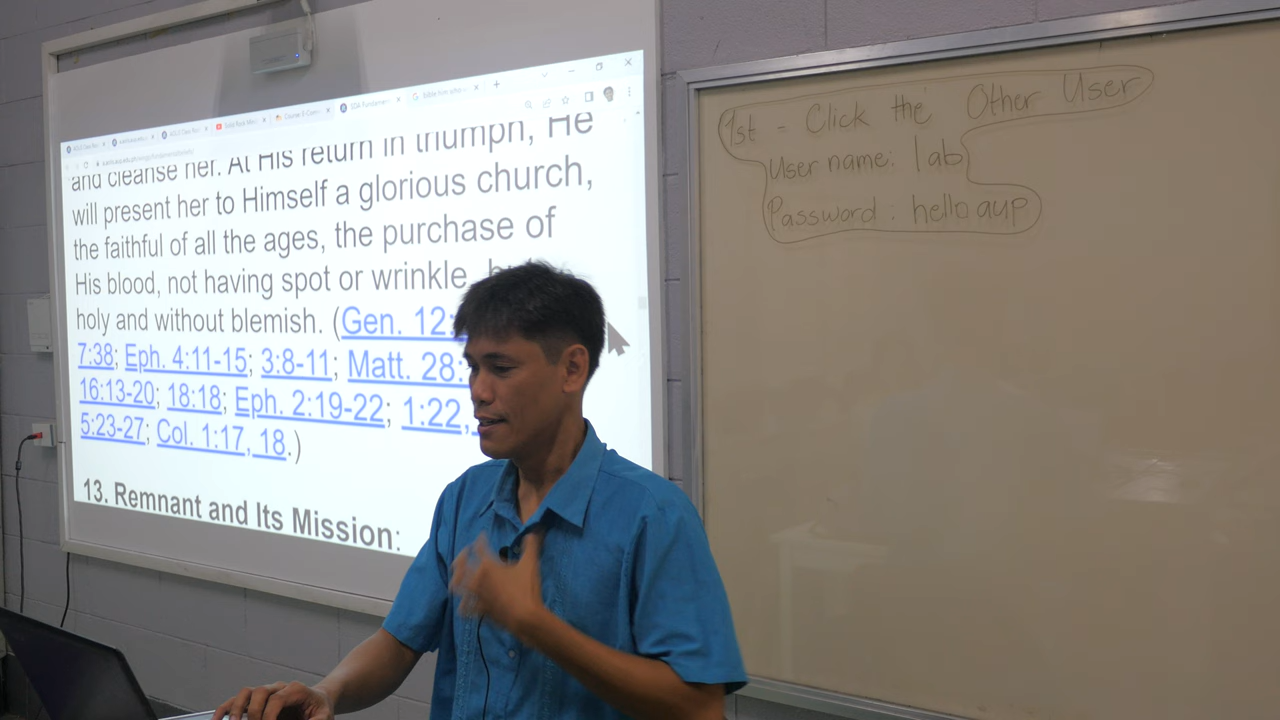 and cleanse her. At His return in triumph, He
will present her to Himself a glorious church,
the faithful of all the ages, the purchase of
His blood, not having spot or wrinkle,
holy and without blemish. (Gen. 12:
7:38; Eph. 4:11-15; 3:8-11; Matt. 28:
16:13-20; 18:18; Eph. 2:19-22; 1:22,
5:23-27; Col. 1:17, 18.)
13. Remnant and Its Mission:
1st - Click the Other User
User name: lab
Password: hello aup